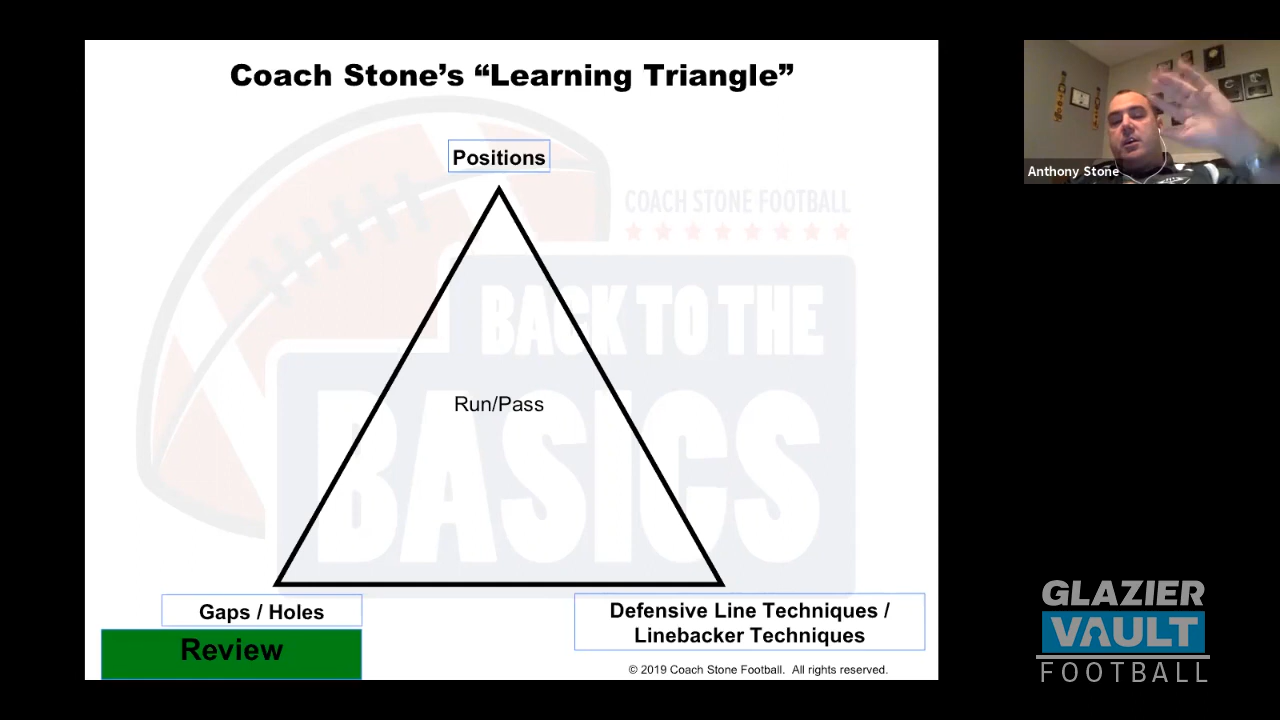 Coach Stone's “Learning Triangle”
Positions
COACH STONE FOOTBALL
BACK TO THE
BASICS
Run/Pass
Gaps / Holes
Review
Defensive Line Techniques /
Linebacker Techniques
© 2019 Coach Stone Football. All rights reserved.
Anthony Stone
GLAZIER
VAULT
FOOTBALL